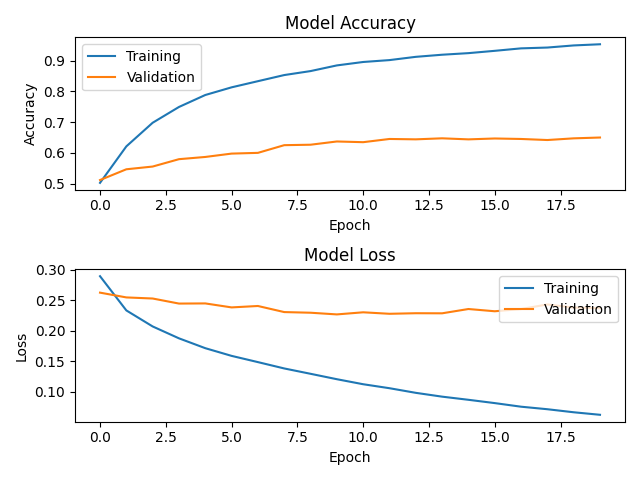 Model Accuracy
Accuracy
0.9
0.8
0.7
0.6
0.5
Training
Validation
0.0 2.5 5.0 7.5 10.0 12.5 15.0 17.5
Epoch
Model Loss
Loss
0.30
0.25
0.20
0.15
0.10
Training
Validation
0.0 2.5 5.0 7.5 10.0 12.5 15.0 17.5
Epoch